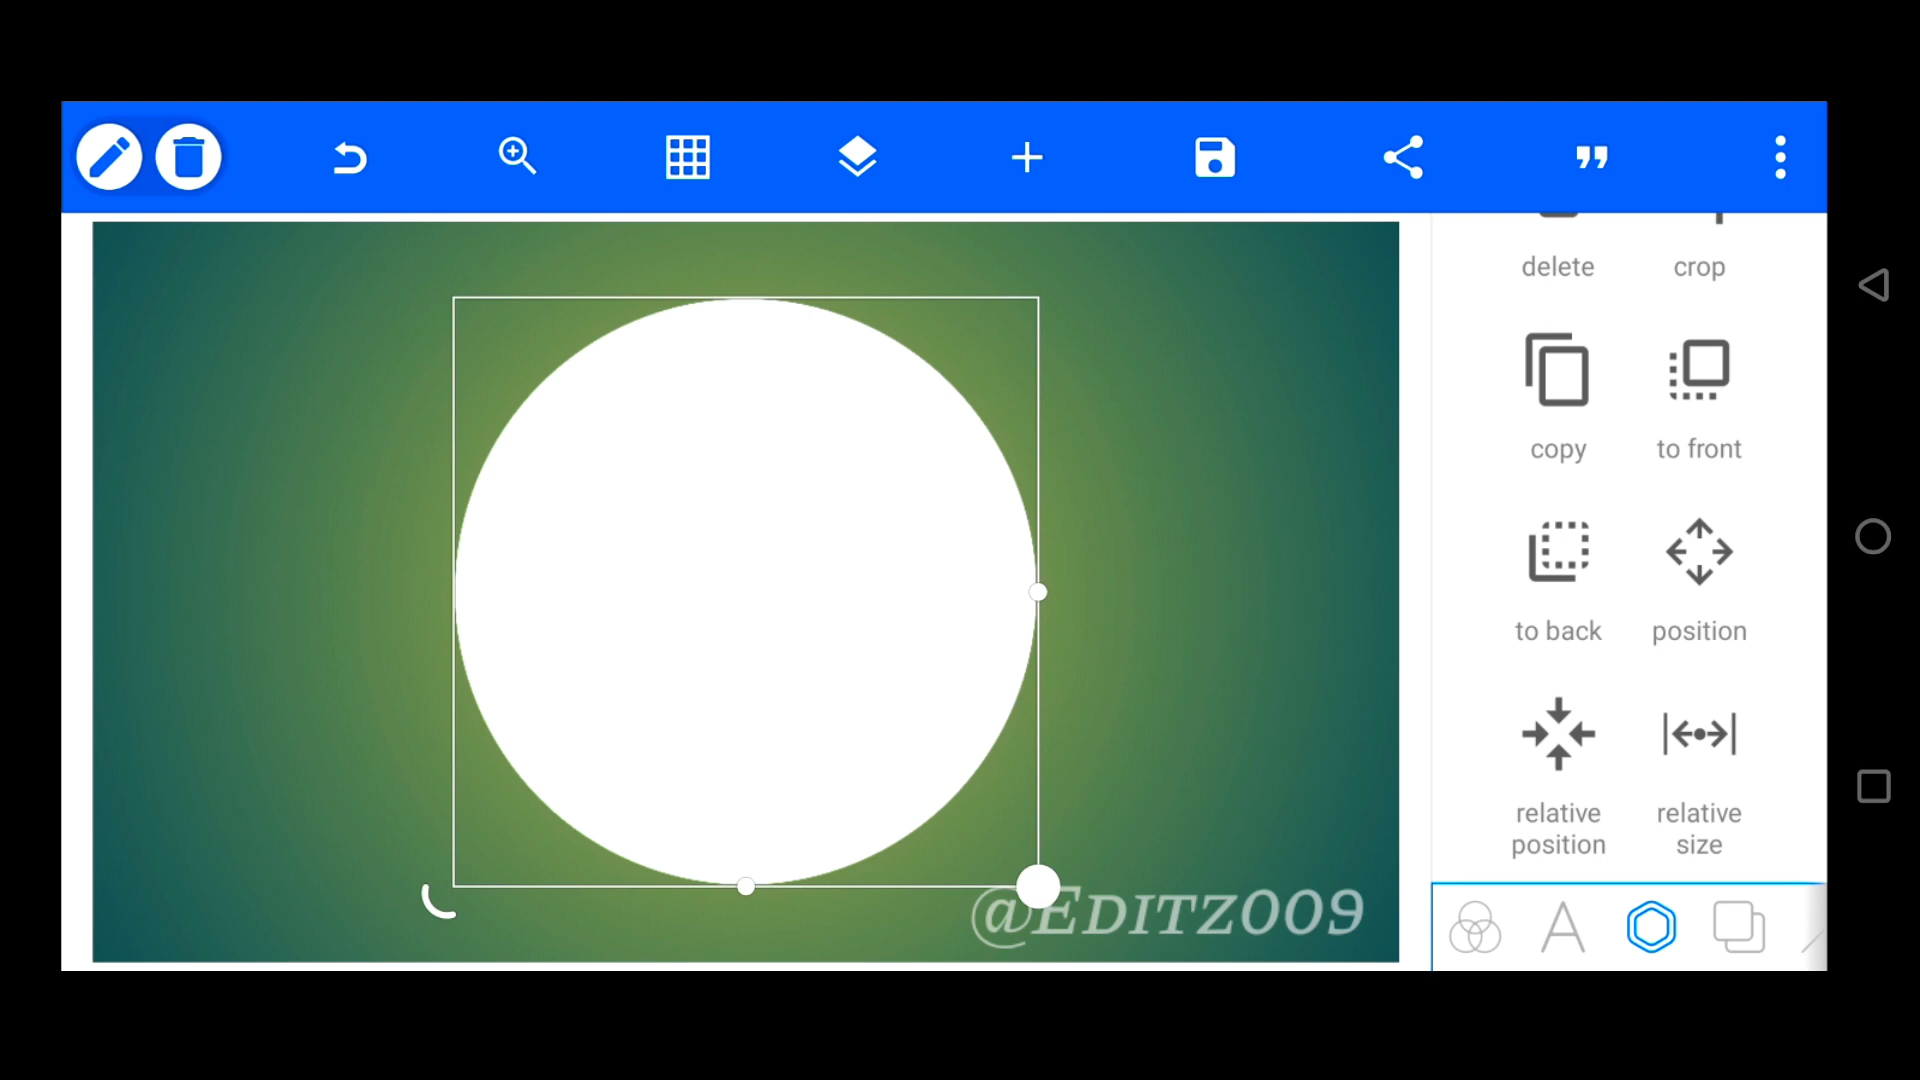 delete crop
copy to front
to back position
relative position relative size
@EDITZ009